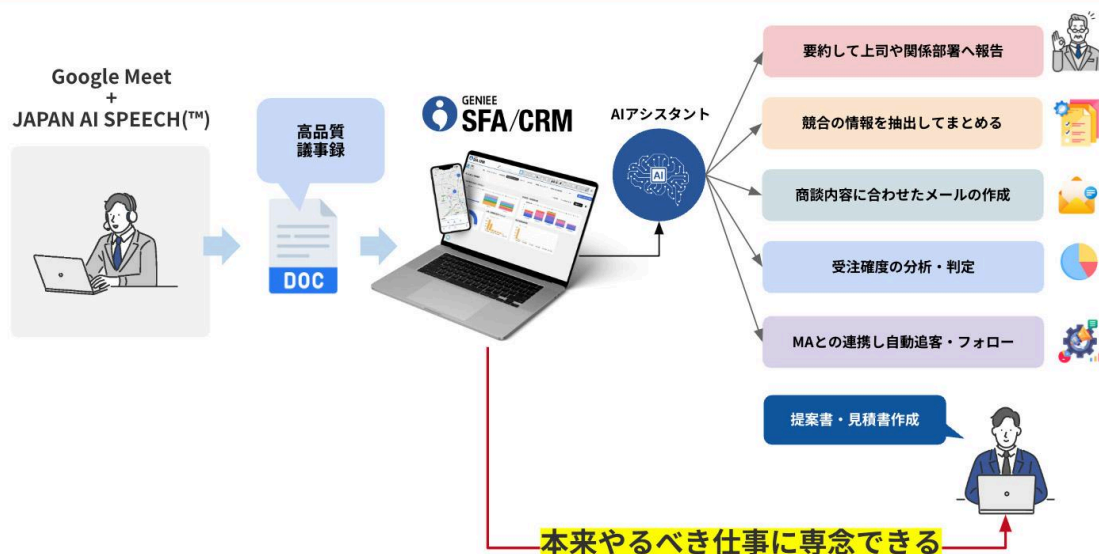 Google Meet
+
JAPAN AI SPEECH(™)
高品質
議事録
DOC
GENIEE
SFA/CRM
AIアシスタント
AI
要約して上司や関係部署へ報告
競合の情報を抽出してまとめる
商談内容に合わせたメールの作成
受注確度の分析・判定
MAとの連携し自動追客・フォロー
提案書・見積書作成
本来やるべき仕事に専念できる